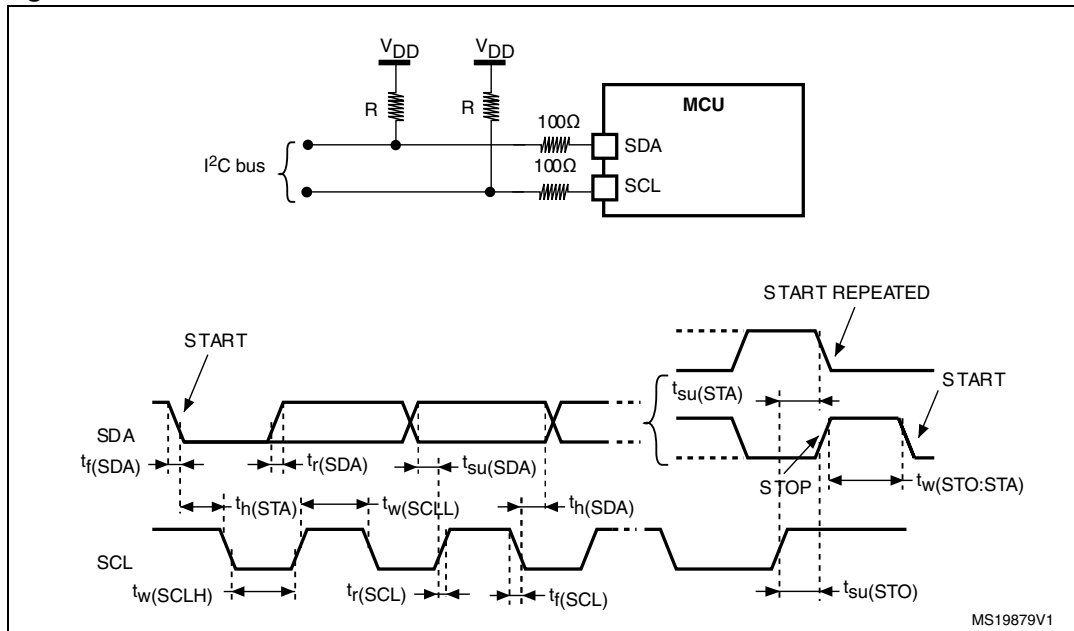 VDD VDD
MCU
R R
100Ω
SDA
I²C bus
100Ω
SCL
START REPEATED
START
START
tsu(STA)
SDA
tf(SDA)
tr(SDA)
tsu(SDA)
STOP
tw(STO:STA)
th(STA)
tw(SCLL)
th(SDA)
SCL
tw(SCLH)
tr(SCL)
tf(SCL)
tsu(STO)
MS19879V1